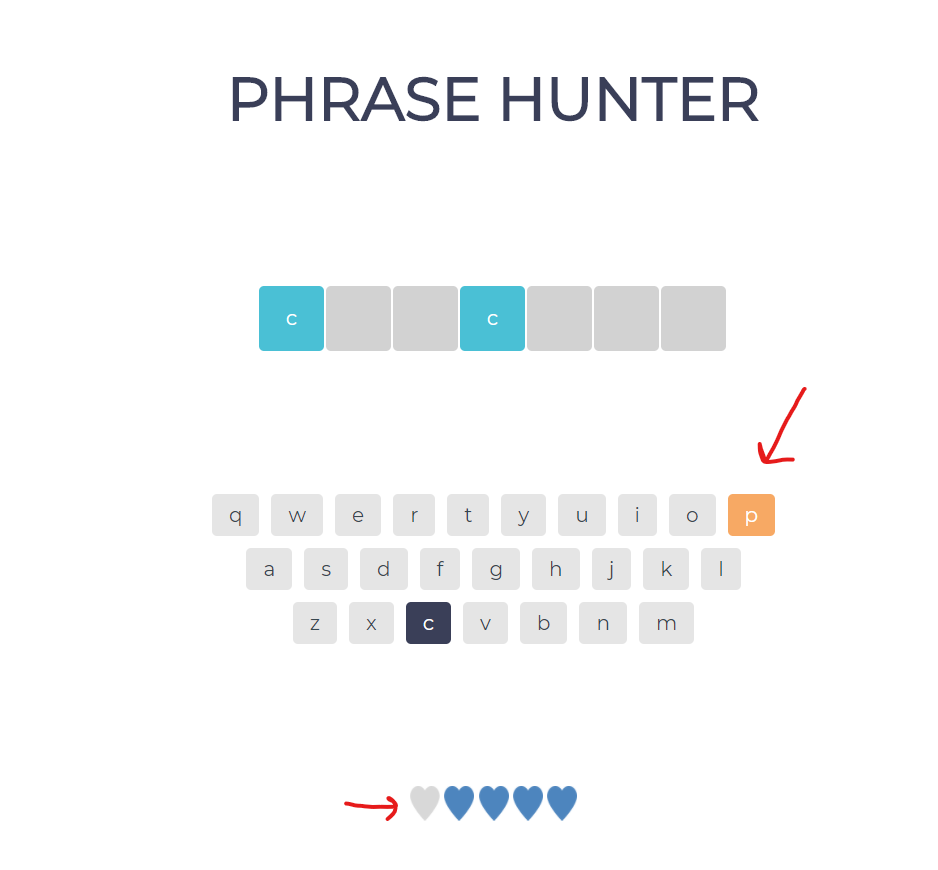 PHRASE HUNTER
c c
q w e r t y u i o p
a s d f g h j k l
z x c v b n m